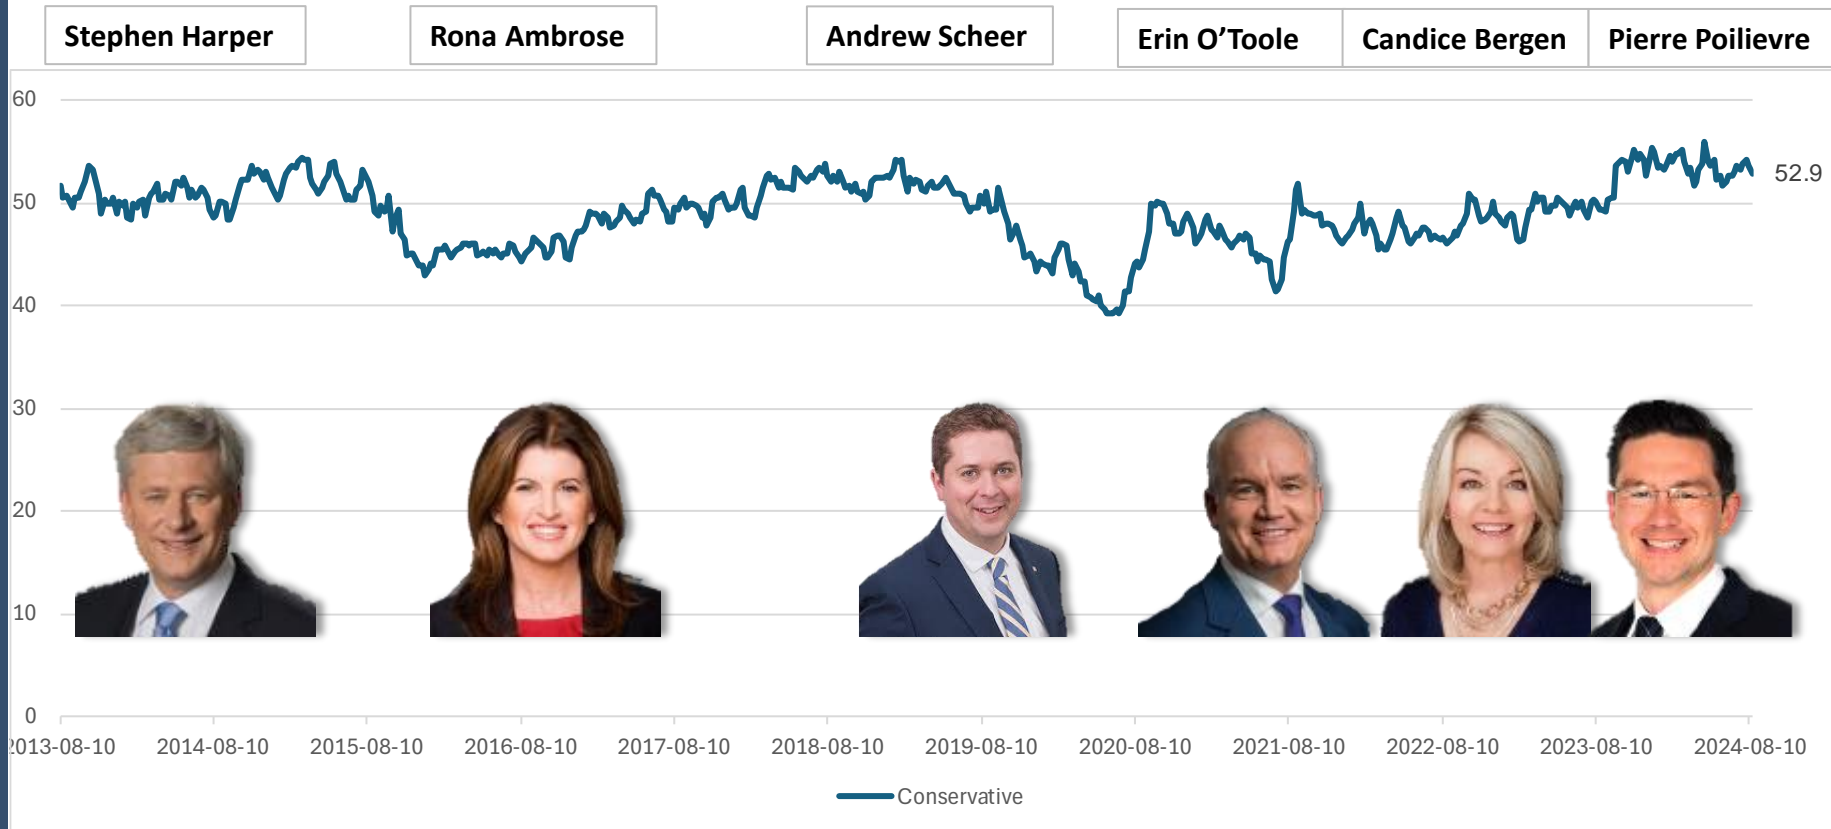 Stephen Harper
Rona Ambrose
Andrew Scheer
Erin O'Toole
Candice Bergen
Pierre Poilievre
60
50
40
30
20
10
0
52.9
2013-08-10 2014-08-10 2015-08-10 2016-08-10 2017-08-10 2018-08-10 2019-08-10 2020-08-10 2021-08-10 2022-08-10 2023-08-10 2024-08-10
Conservative